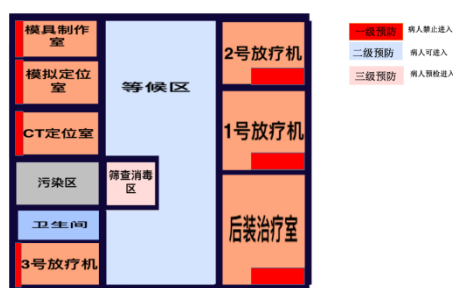 模具制作
室
模拟定位
室
CT定位室
污染区
卫生间
3号放疗机
等候区
筛查消毒
区
2号放疗机
1号放疗机
后装治疗室
一级预防 病人禁止进入
二级预防 病人可进入
三级预防 病人预检进入